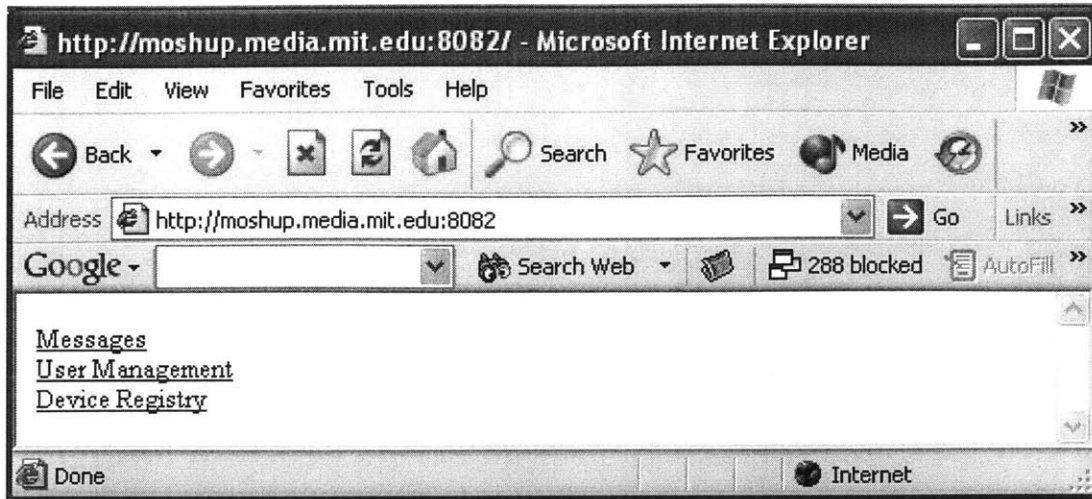 http://moshup.media.mit.edu:8082/ - Microsoft Internet Explorer
File Edit View Favorites Tools Help
Back Search Favorites Media »
Address http://moshup.media.mit.edu:8082 Go Links »
Google Search Web 288 blocked AutoFill »
Messages
User Management
Device Registry
Done Internet